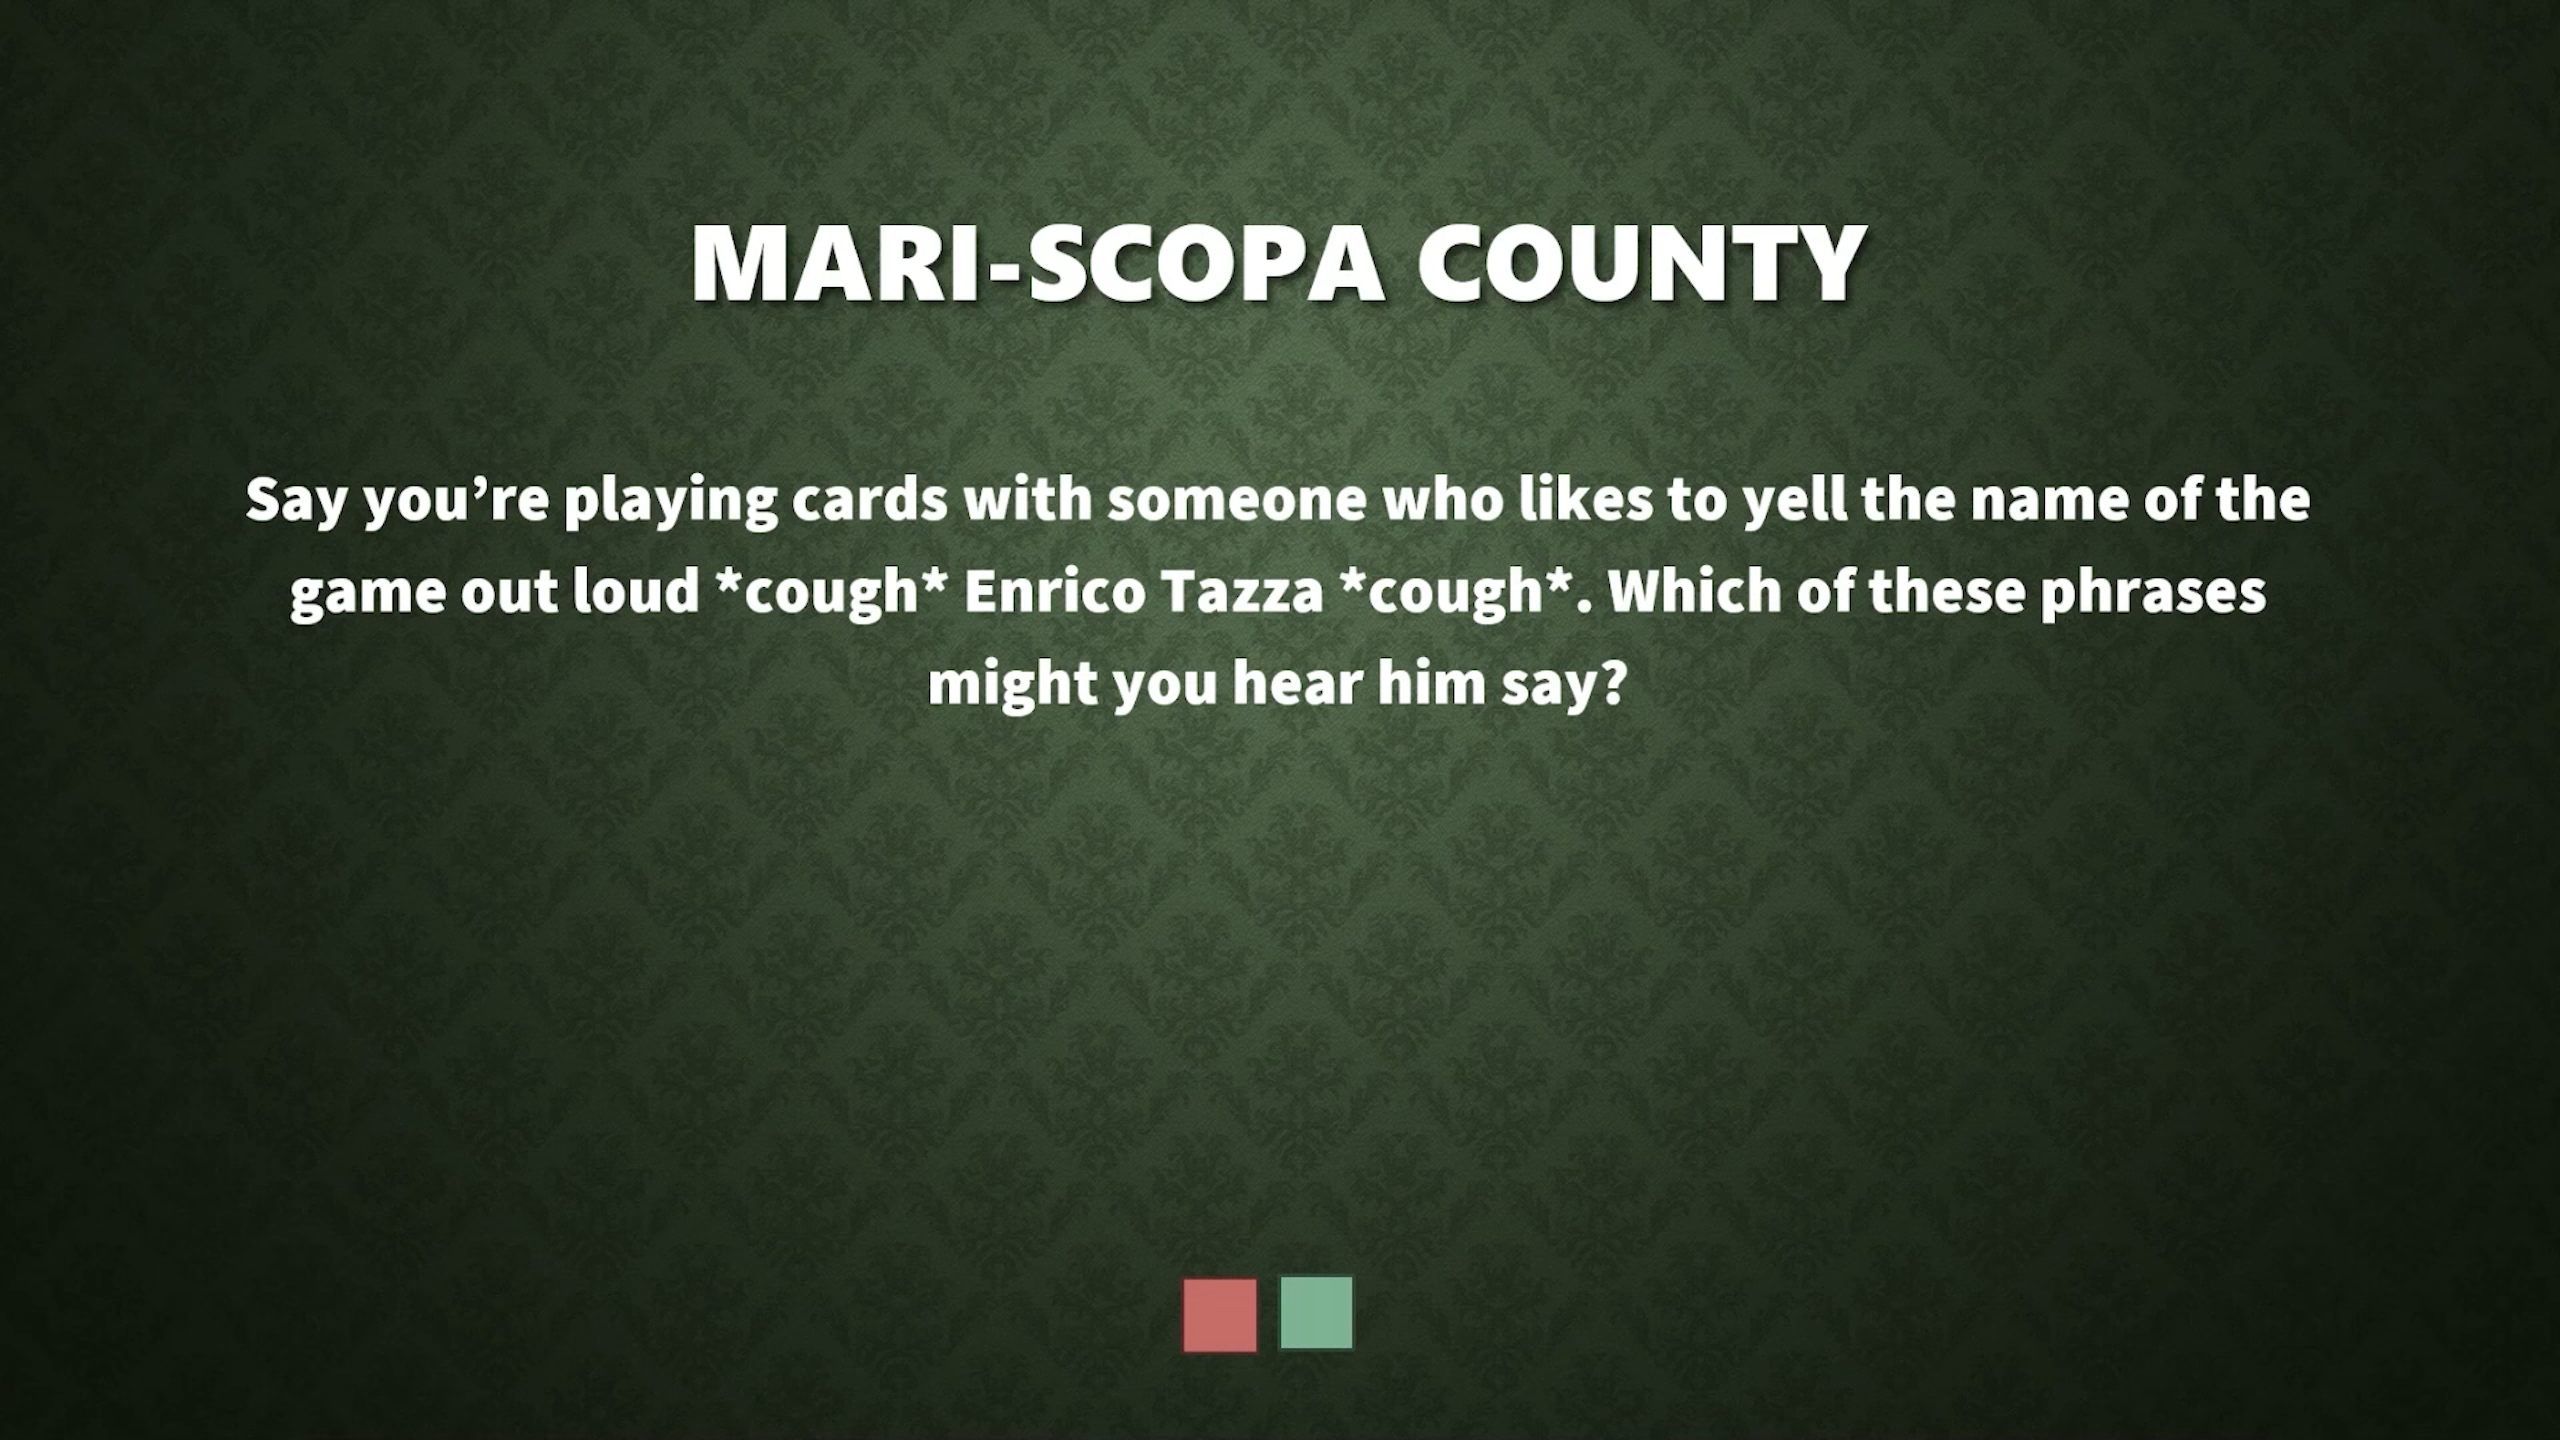 MARI-SCOPA COUNTY
Say you’re playing cards with someone who likes to yell the name of the
game out loud *cough* Enrico Tazza *cough*. Which of these phrases
might you hear him say?